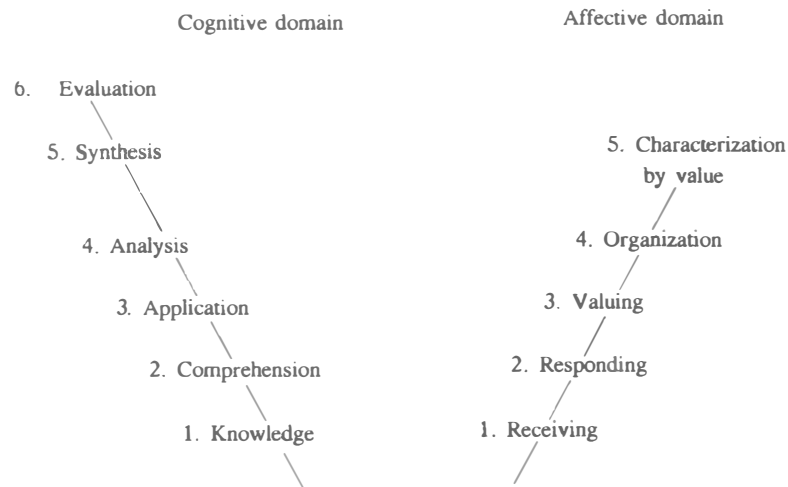 Cognitive domain
6. Evaluation
5. Synthesis
4. Analysis
3. Application
2. Comprehension
1. Knowledge
Affective domain
5. Characterization
by value
4. Organization
3. Valuing
2. Responding
1. Receiving